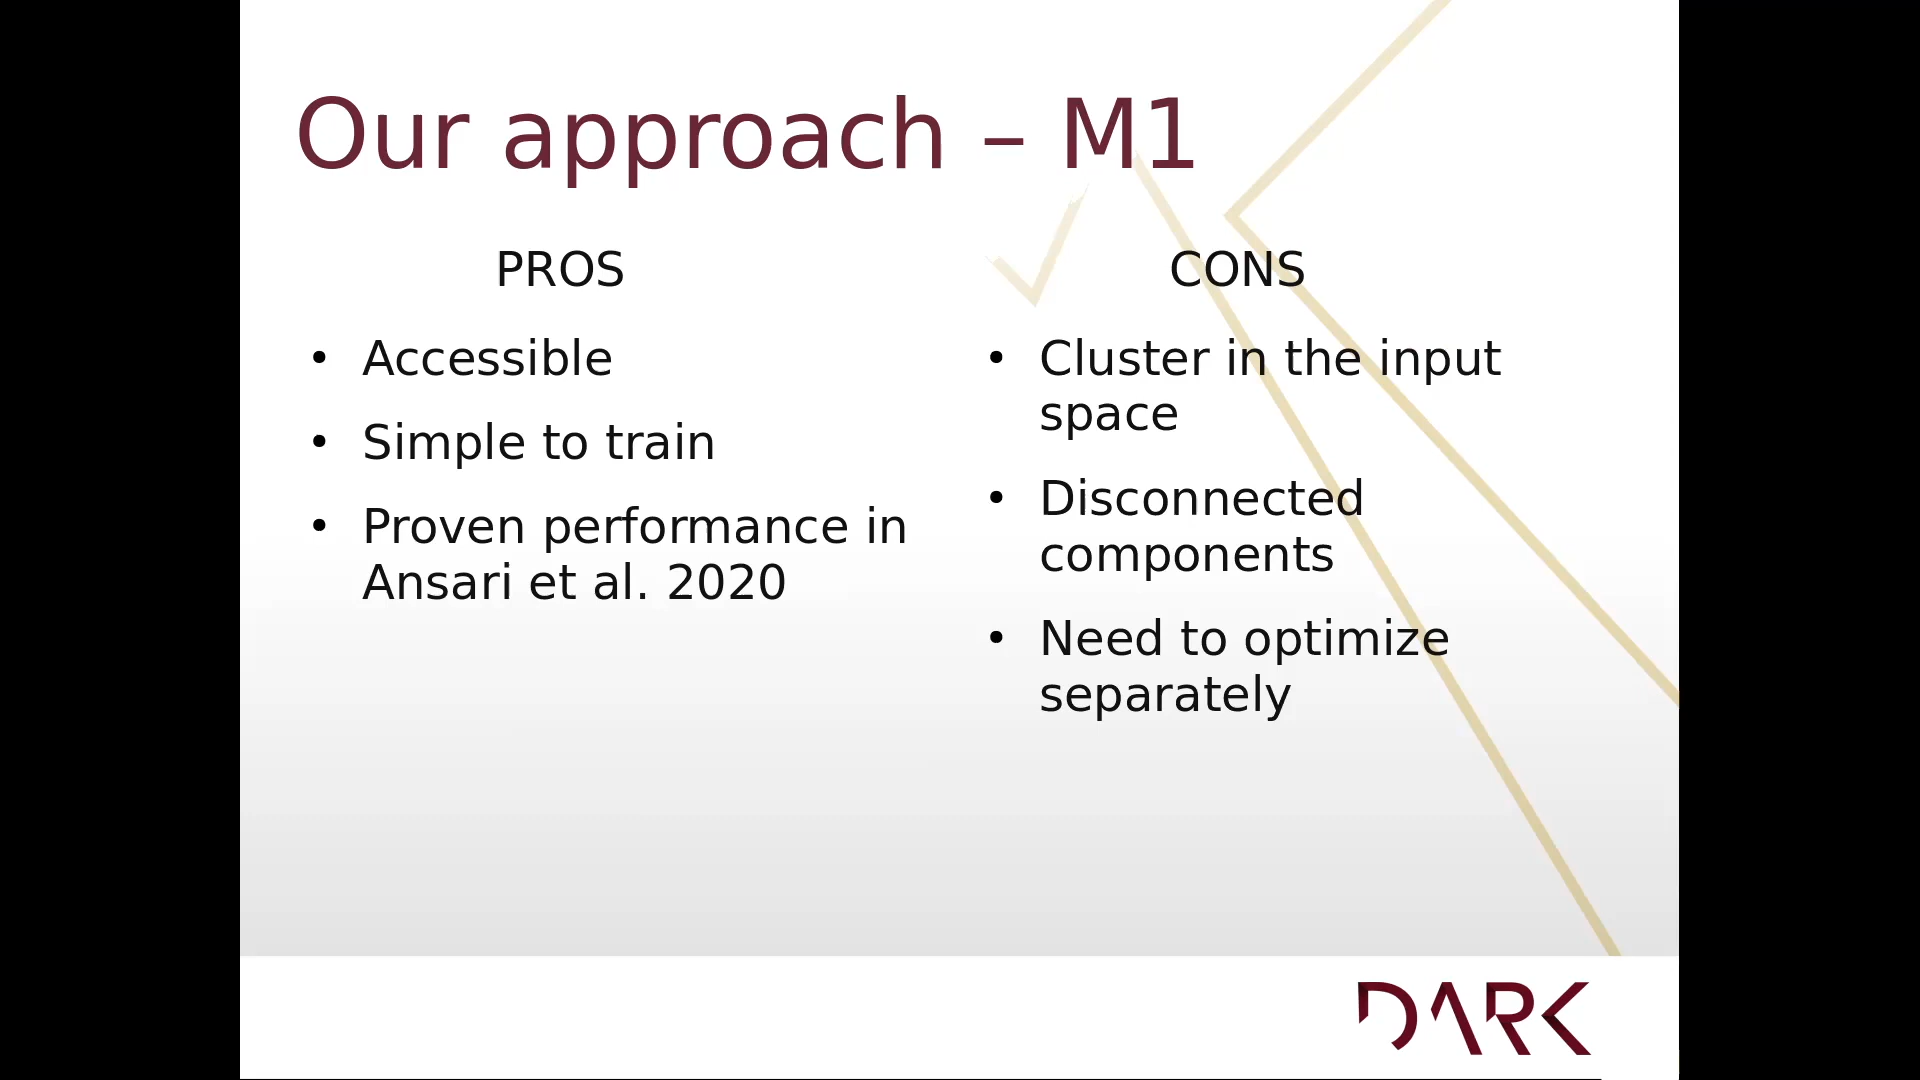 Our approach – M1
PROS
• Accessible
• Simple to train
• Proven performance in
Ansari et al. 2020
CONS
• Cluster in the input
space
• Disconnected
components
• Need to optimize
separately
DARK